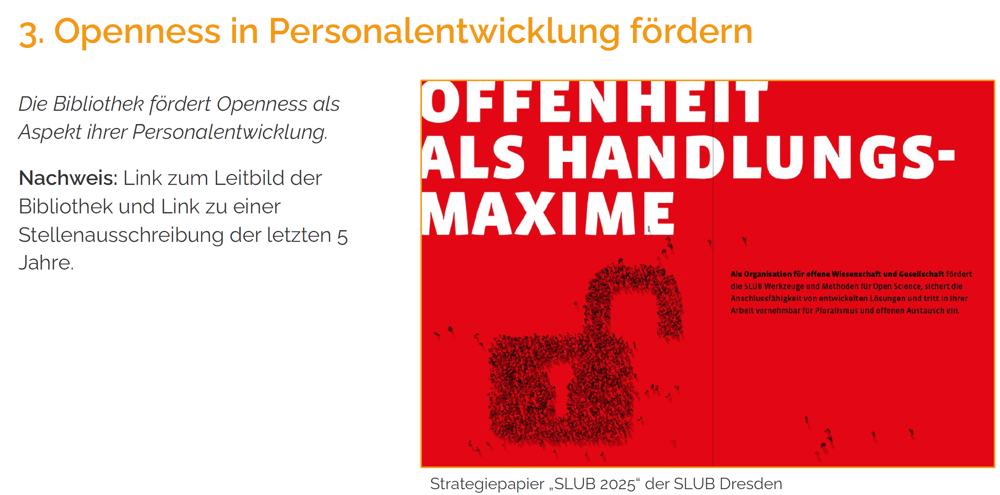 3. Openness in Personalentwicklung fördern
Die Bibliothek fördert Openness als
Aspekt ihrer Personalentwicklung.
Nachweis: Link zum Leitbild der
Bibliothek und Link zu einer
Stellenausschreibung der letzten 5
Jahre.
OFFENHEIT
ALS HANDLUNGS-
MAXIME
Als Organisation für offene Wissenschaft und Gesellschaft fördert
die SLUB Werkzeuge und Methoden für Open Science, sichert die
Anschlussfähigkeit von entwickelten Lösungen und tritt in ihrer
Arbeit vernehmbar für Pluralismus und offenen Austausch ein.
Strategiepapier „SLUB 2025“ der SLUB Dresden